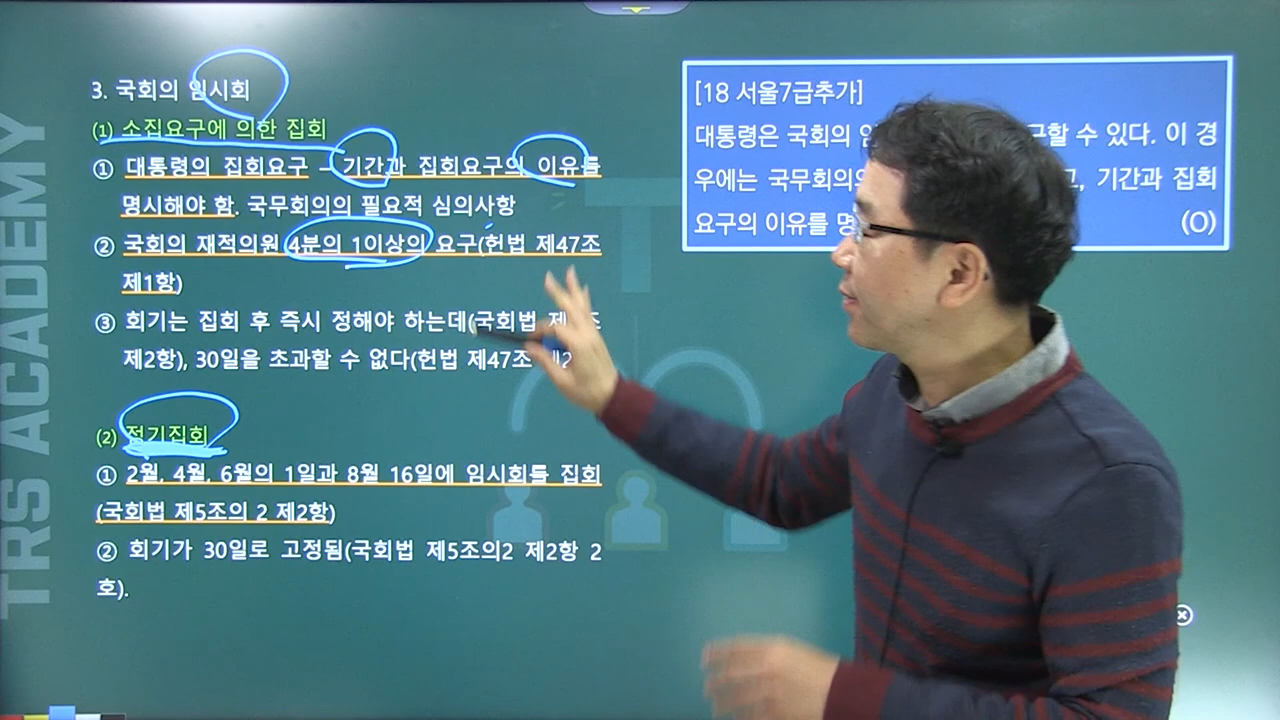 3. 국회의 임시회
(1) 소집요구에 의한 집회
① 대통령의 집회요구 – 기간과 집회요구의 이유를
명시해야 함. 국무회의의 필요적 심의사항
② 국회의 재적의원 4분의 1이상의 요구(헌법 제47조
제1항)
③ 회기는 집회 후 즉시 정해야 하는데(국회법
제2항), 30일을 초과할 수 없다(헌법 제47조
(2) 정기집회
① 2월, 4월, 6월의 1일과 8월 16일에 임시회를 집회
(국회법 제5조의 2 제2항)
② 회기가 30일로 고정됨(국회법 제5조의2 제2항 2
호).
[18 서울7급추가]
대통령은 국회의 할 수 있다. 이 경
우에는 국무회의의 기간과 집회
요구의 이유를 (O)
TRS ACADEMY